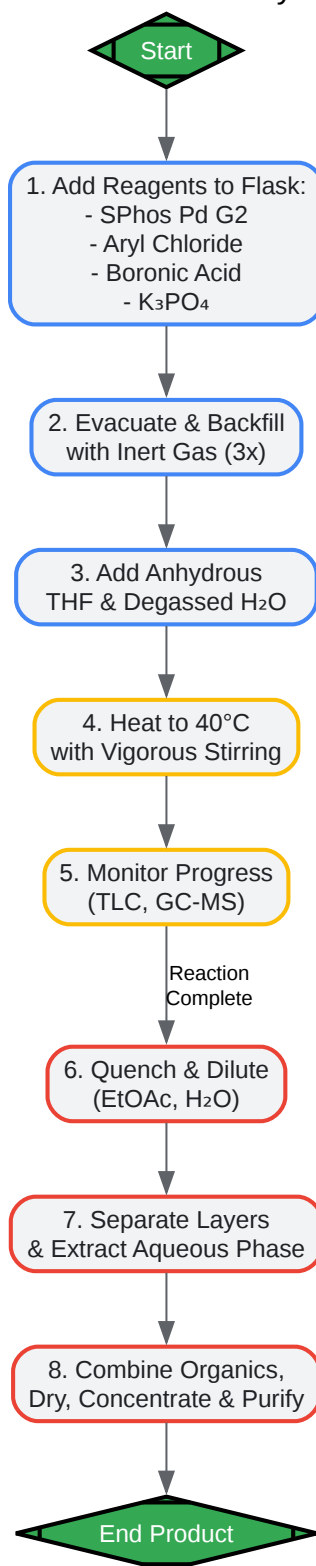 Start
1. Add Reagents to Flask:
- SPhos Pd G2
- Aryl Chloride
- Boronic Acid
- K₃PO₄
2. Evacuate & Backfill
with Inert Gas (3x)
3. Add Anhydrous
THF & Degassed H₂O
4. Heat to 40°C
with Vigorous Stirring
5. Monitor Progress
(TLC, GC-MS)
Reaction
Complete
6. Quench & Dilute
(EtOAc, H₂O)
7. Separate Layers
& Extract Aqueous Phase
8. Combine Organics,
Dry, Concentrate & Purify
End Product